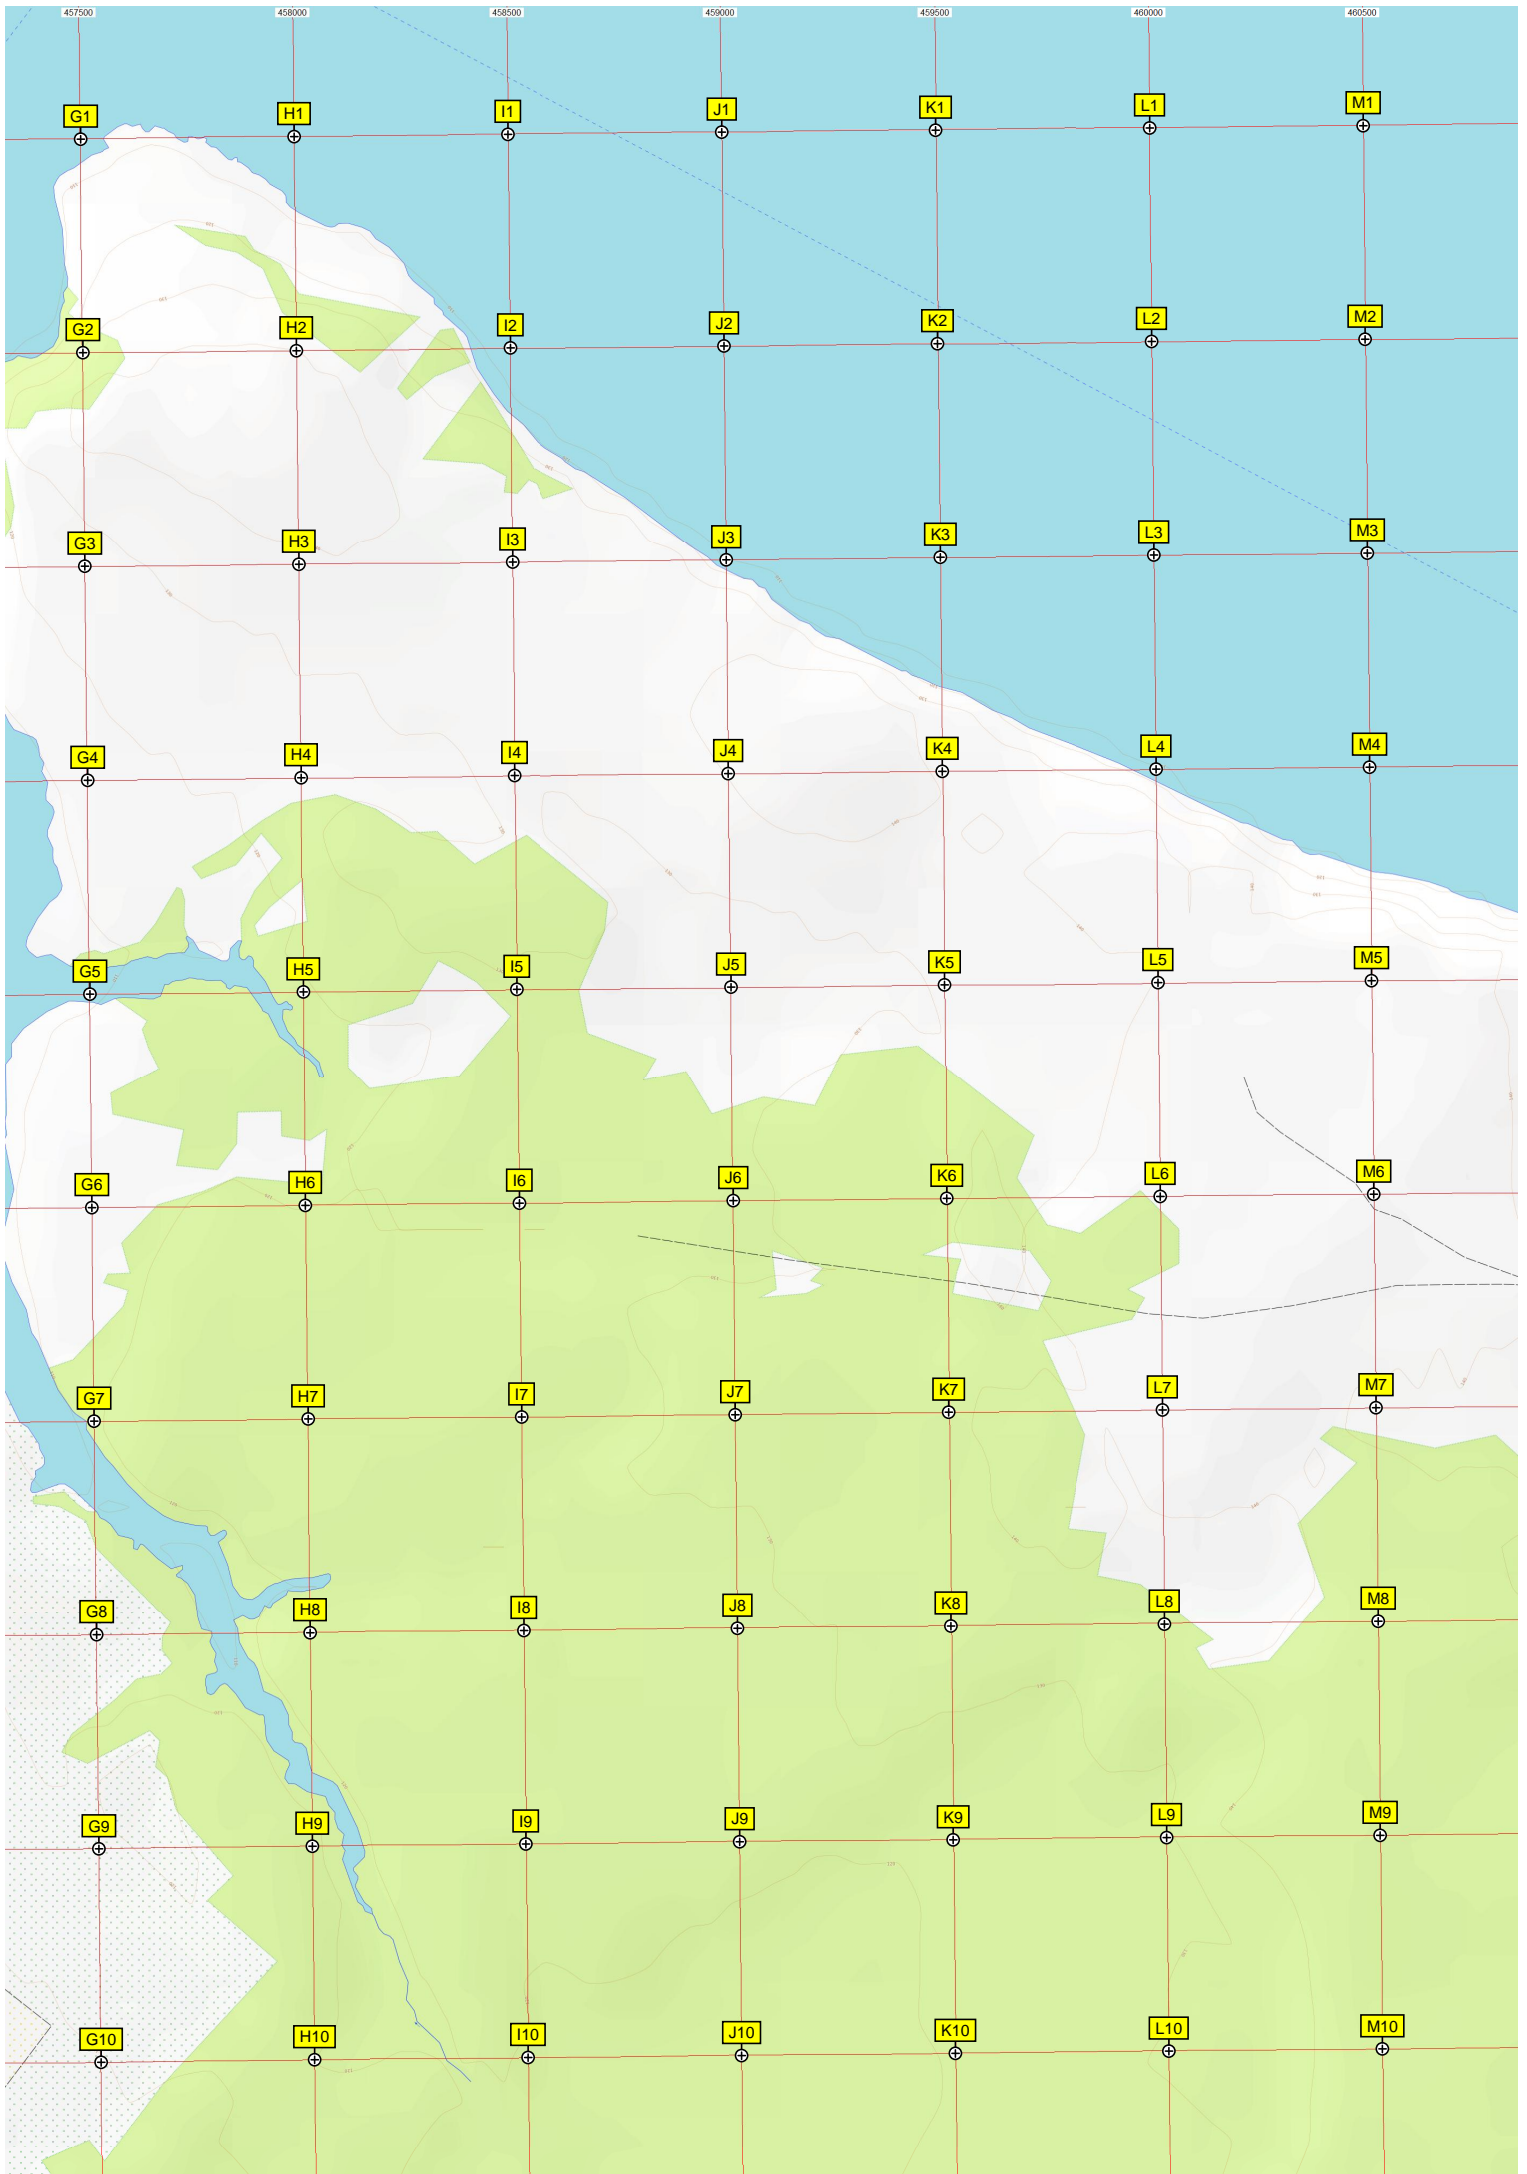 457500 458000 458500 459000 459500 460000 460500
G1 H1 I1 J1 K1 L1 M1
G2 H2 I2 J2 K2 L2 M2
G3 H3 I3 J3 K3 L3 M3
G4 H4 I4 J4 K4 L4 M4
G5 H5 I5 J5 K5 L5 M5
G6 H6 I6 J6 K6 L6 M6
G7 H7 I7 J7 K7 L7 M7
G8 H8 I8 J8 K8 L8 M8
G9 H9 I9 J9 K9 L9 M9
G10 H10 I10 J10 K10 L10 M10